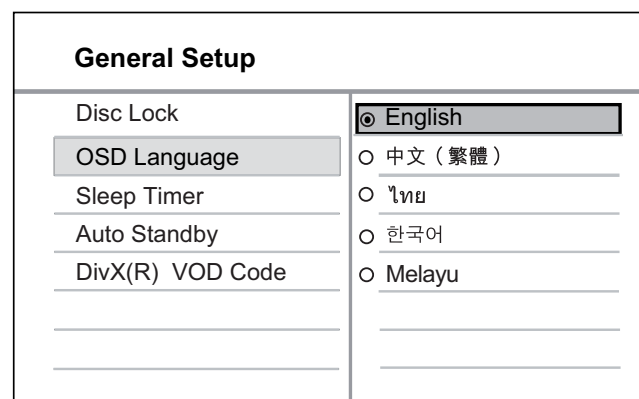 General Setup
Disc Lock
OSD Language
Sleep Timer
Auto Standby
DivX(R) VOD Code
English
中文（繁體）
ไทย
한국어
Melayu